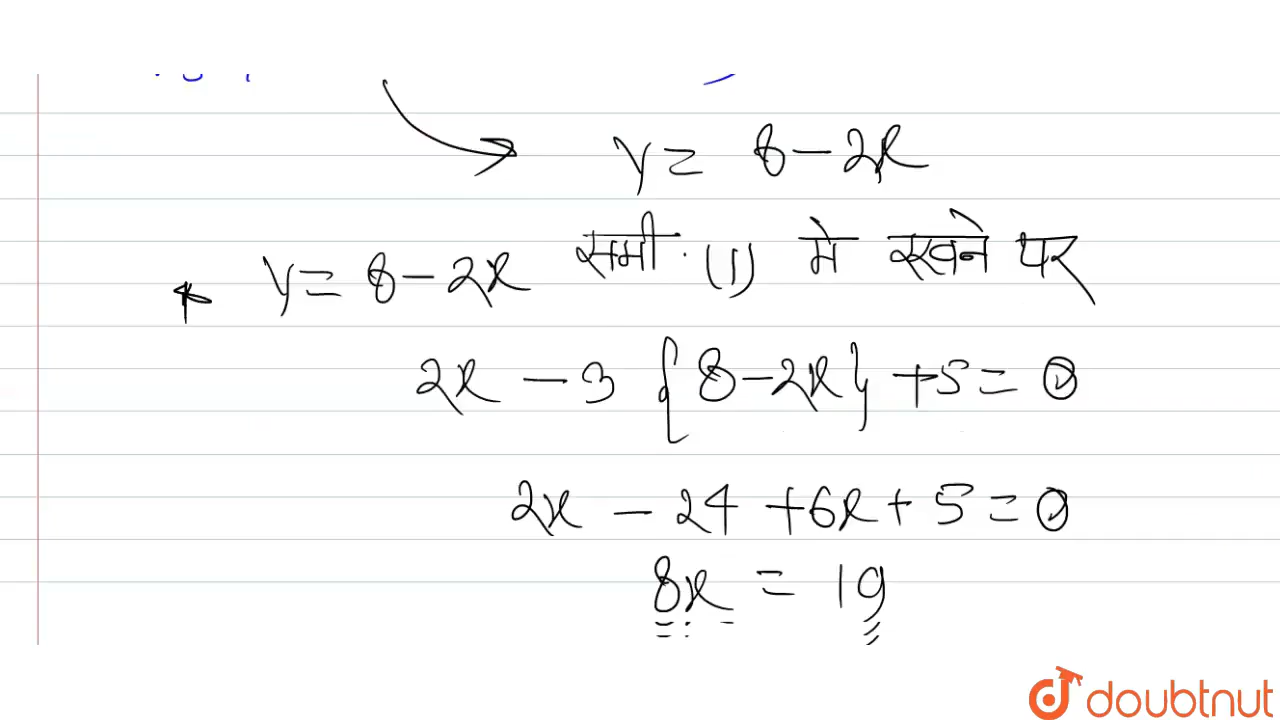 y = 8 - 2x
y = 8 - 2x समी. (1) मे रखने पर
2x - 3 {8 - 2x} + 5 = 0
2x - 24 + 6x + 5 = 0
8x = 19
doubtnut